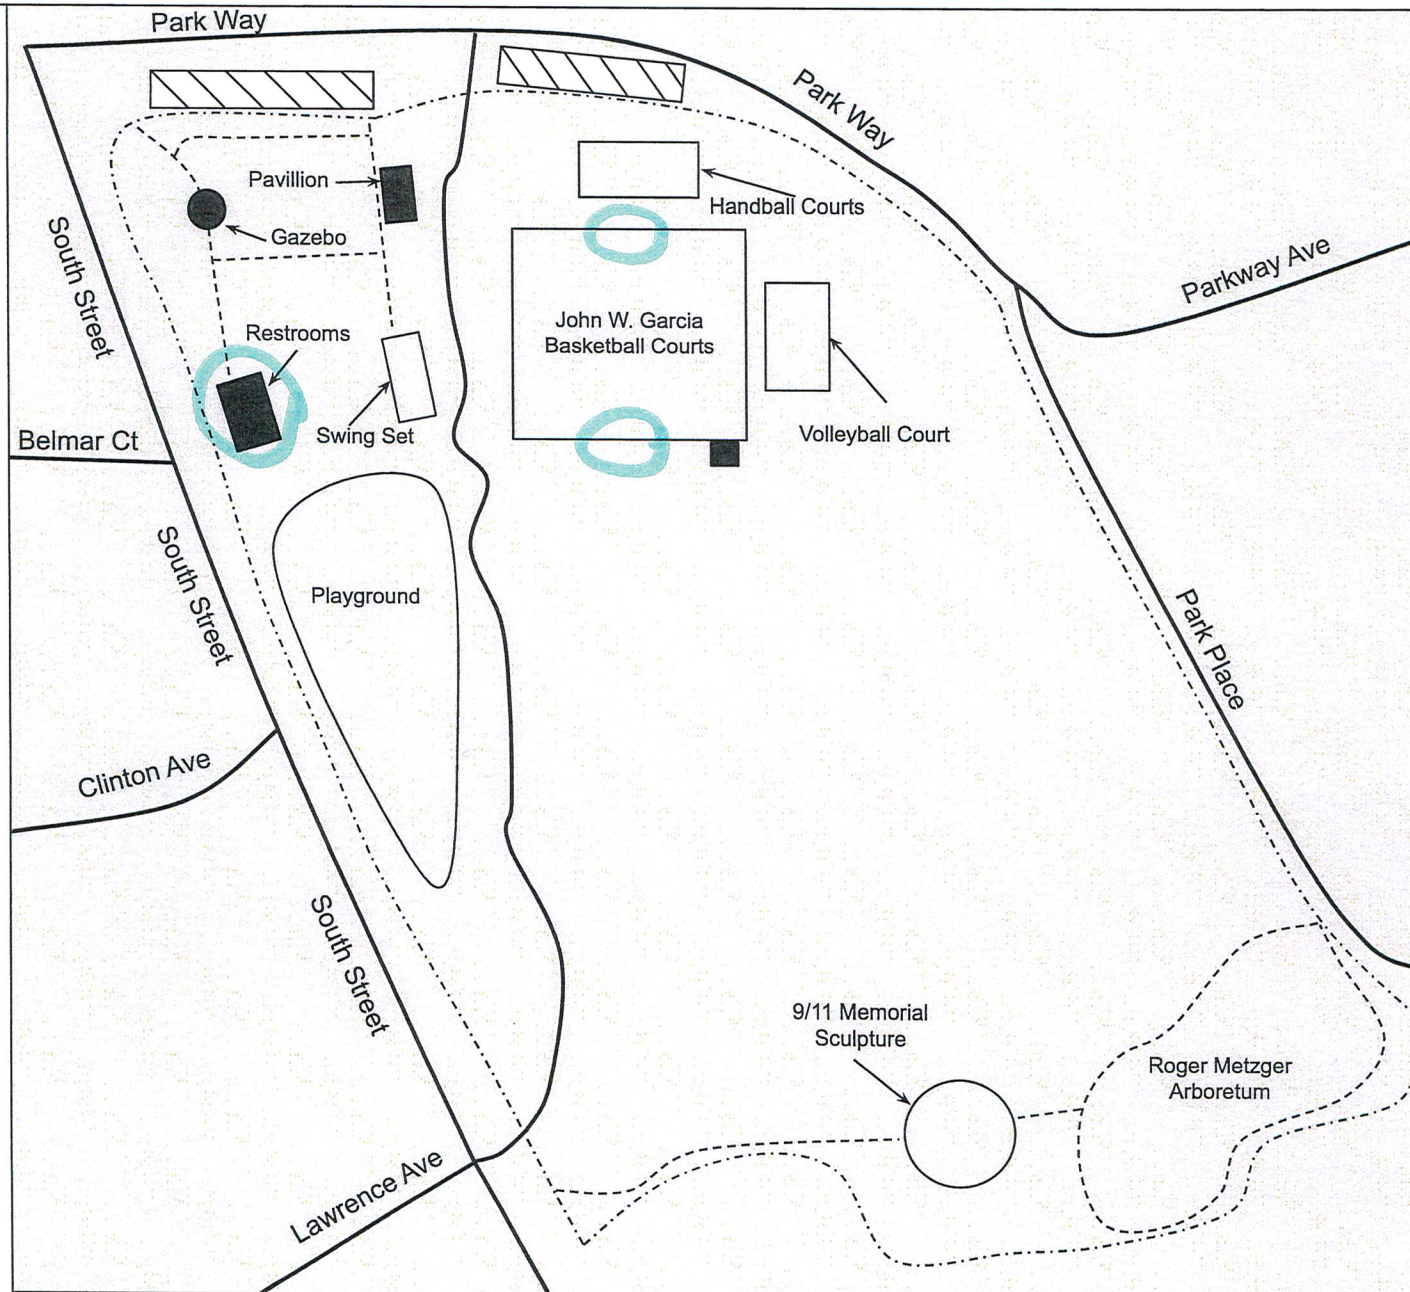 Park Way
Park Way
Pavillion
Handball Courts
Gazebo
South Street
Parkway Ave
John W. Garcia
Basketball Courts
Restrooms
Swing Set
Volleyball Court
Belmar Ct
South Street
Playground
Park Place
Clinton Ave
South Street
9/11 Memorial
Sculpture
Roger Metzger
Arboretum
Lawrence Ave